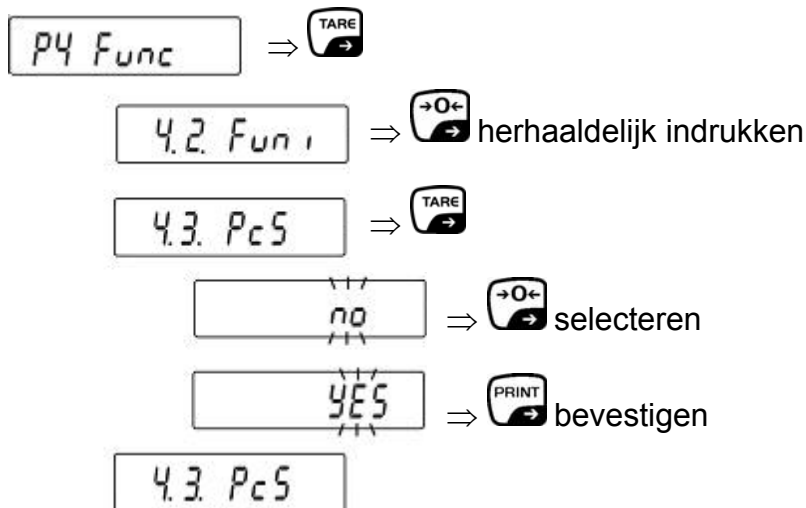 P4 Func ⇒ TARE
4.2. Fun i ⇒ →0← herhaaldelijk indrukken
4.3. PcS ⇒ TARE
no ⇒ →0← selecteren
YES ⇒ PRINT bevestigen
4.3. PcS